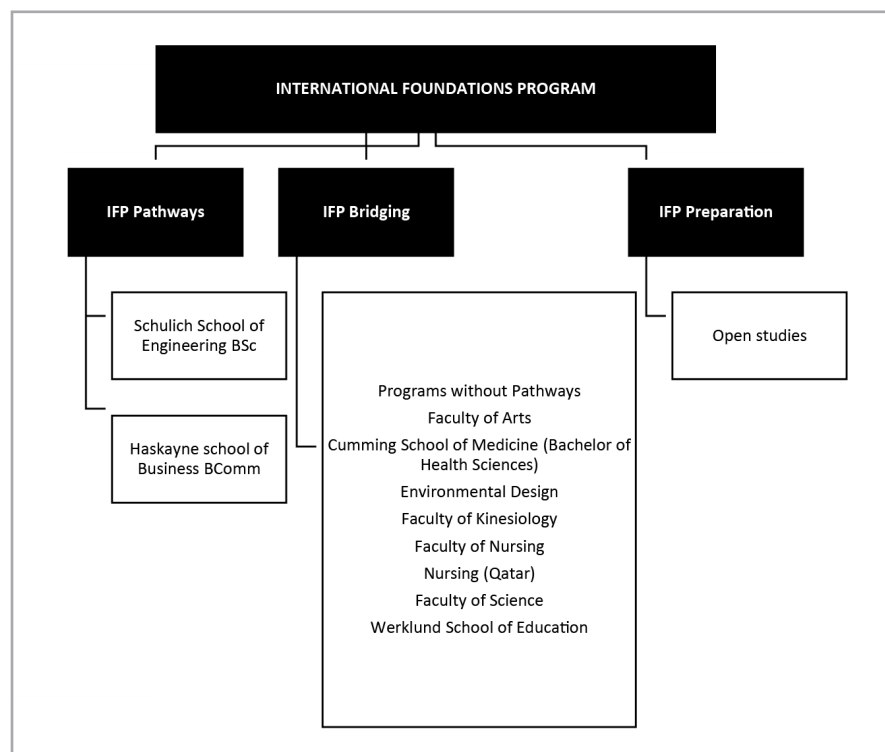 INTERNATIONAL FOUNDATIONS PROGRAM
IFP Pathways
IFP Bridging
IFP Preparation
Schulich School of
Engineering BSc
Haskayne school of
Business BComm
Programs without Pathways
Faculty of Arts
Cumming School of Medicine (Bachelor of
Health Sciences)
Environmental Design
Faculty of Kinesiology
Faculty of Nursing
Nursing (Qatar)
Faculty of Science
Werklund School of Education
Open studies